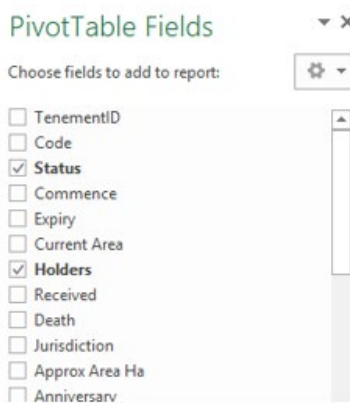 PivotTable Fields
Choose fields to add to report:
TenementID
Code
Status
Commence
Expiry
Current Area
Holders
Received
Death
Jurisdiction
Approx Area Ha
Anniversary